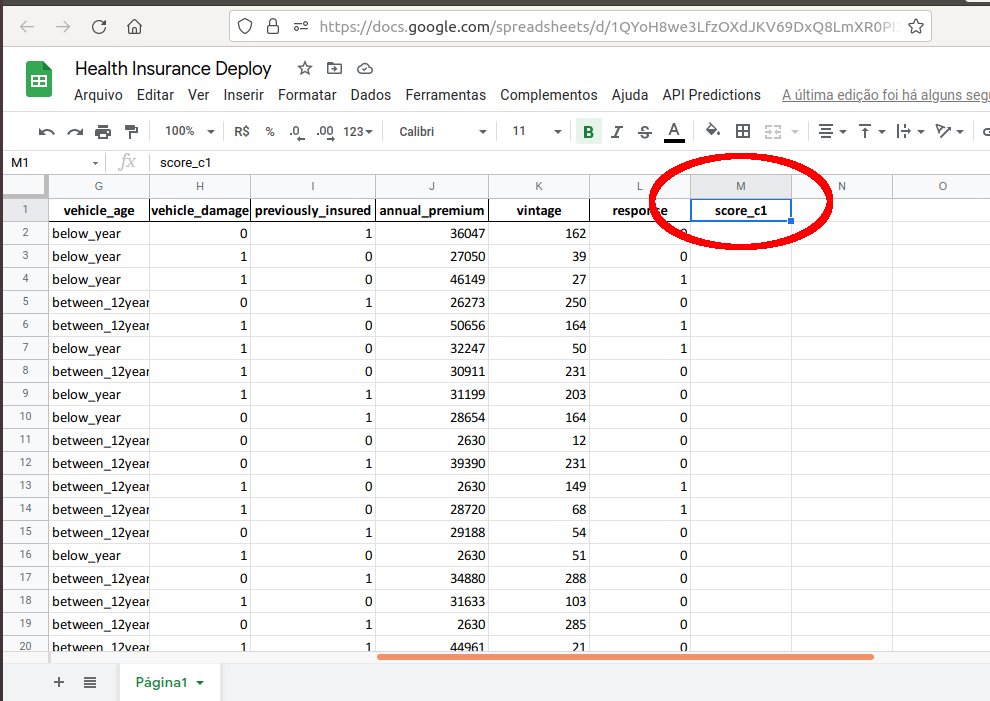 https://docs.google.com/spreadsheets/d/1QYoH8we3LfzOXdJKV69DxQ8LmXR0PI
Health Insurance Deploy
Arquivo Editar Ver Inserir Formatar Dados Ferramentas Complementos Ajuda API Predictions A última edição foi há alguns seg
100% R$ % .0 .00 123 Calibri 11 B I S A
M1 fx score_c1
G H I J K L M N O
1 vehicle_age vehicle_damage previously_insured annual_premium vintage response score_c1
2 below_year 0 1 36047 162 0
3 below_year 1 0 27050 39 0
4 below_year 1 0 46149 27 1
5 between_12year 0 1 26273 250 0
6 between_12year 1 0 50656 164 1
7 below_year 1 0 32247 50 1
8 between_12year 1 0 30911 231 0
9 below_year 1 1 31199 203 0
10 below_year 0 1 28654 164 0
11 between_12year 0 0 2630 12 0
12 between_12year 0 1 39390 231 0
13 between_12year 1 0 2630 149 1
14 between_12year 1 0 28720 68 1
15 between_12year 0 1 29188 54 0
16 below_year 1 0 2630 51 0
17 between_12year 0 1 34880 288 0
18 between_12year 1 0 31633 103 0
19 between_12year 0 1 2630 285 0
20 between_12year 1 1 44961 21 0
Página1